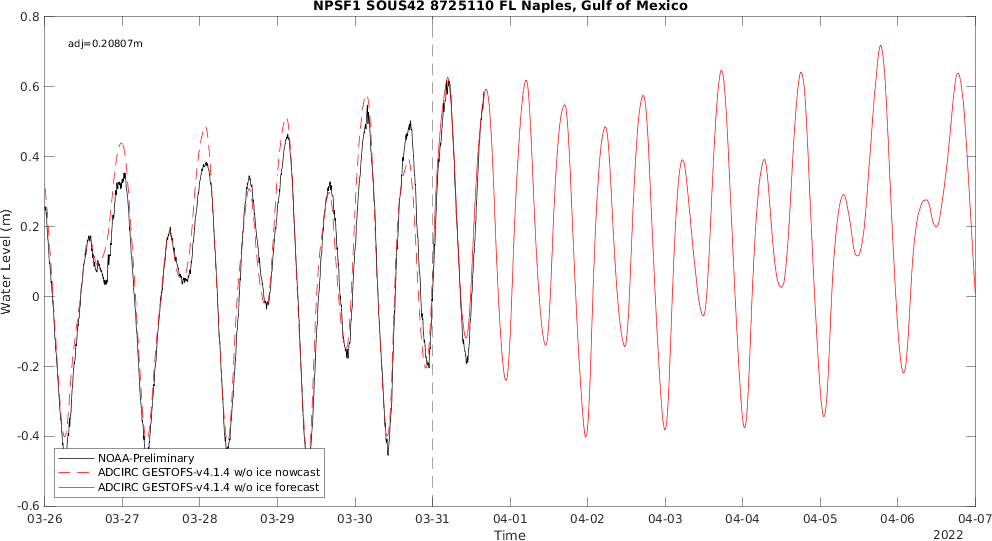 NPSF1 SOUS42 8725110 FL Naples, Gulf of Mexico
adj=0.20807m
0.8
0.6
0.4
0.2
0
-0.2
-0.4
-0.6
Water Level (m)
NOAA-Preliminary
ADCIRC GESTOFS-v4.1.4 w/o ice nowcast
ADCIRC GESTOFS-v4.1.4 w/o ice forecast
03-26 03-27 03-28 03-29 03-30 03-31 04-01 04-02 04-03 04-04 04-05 04-06 04-07
Time
2022